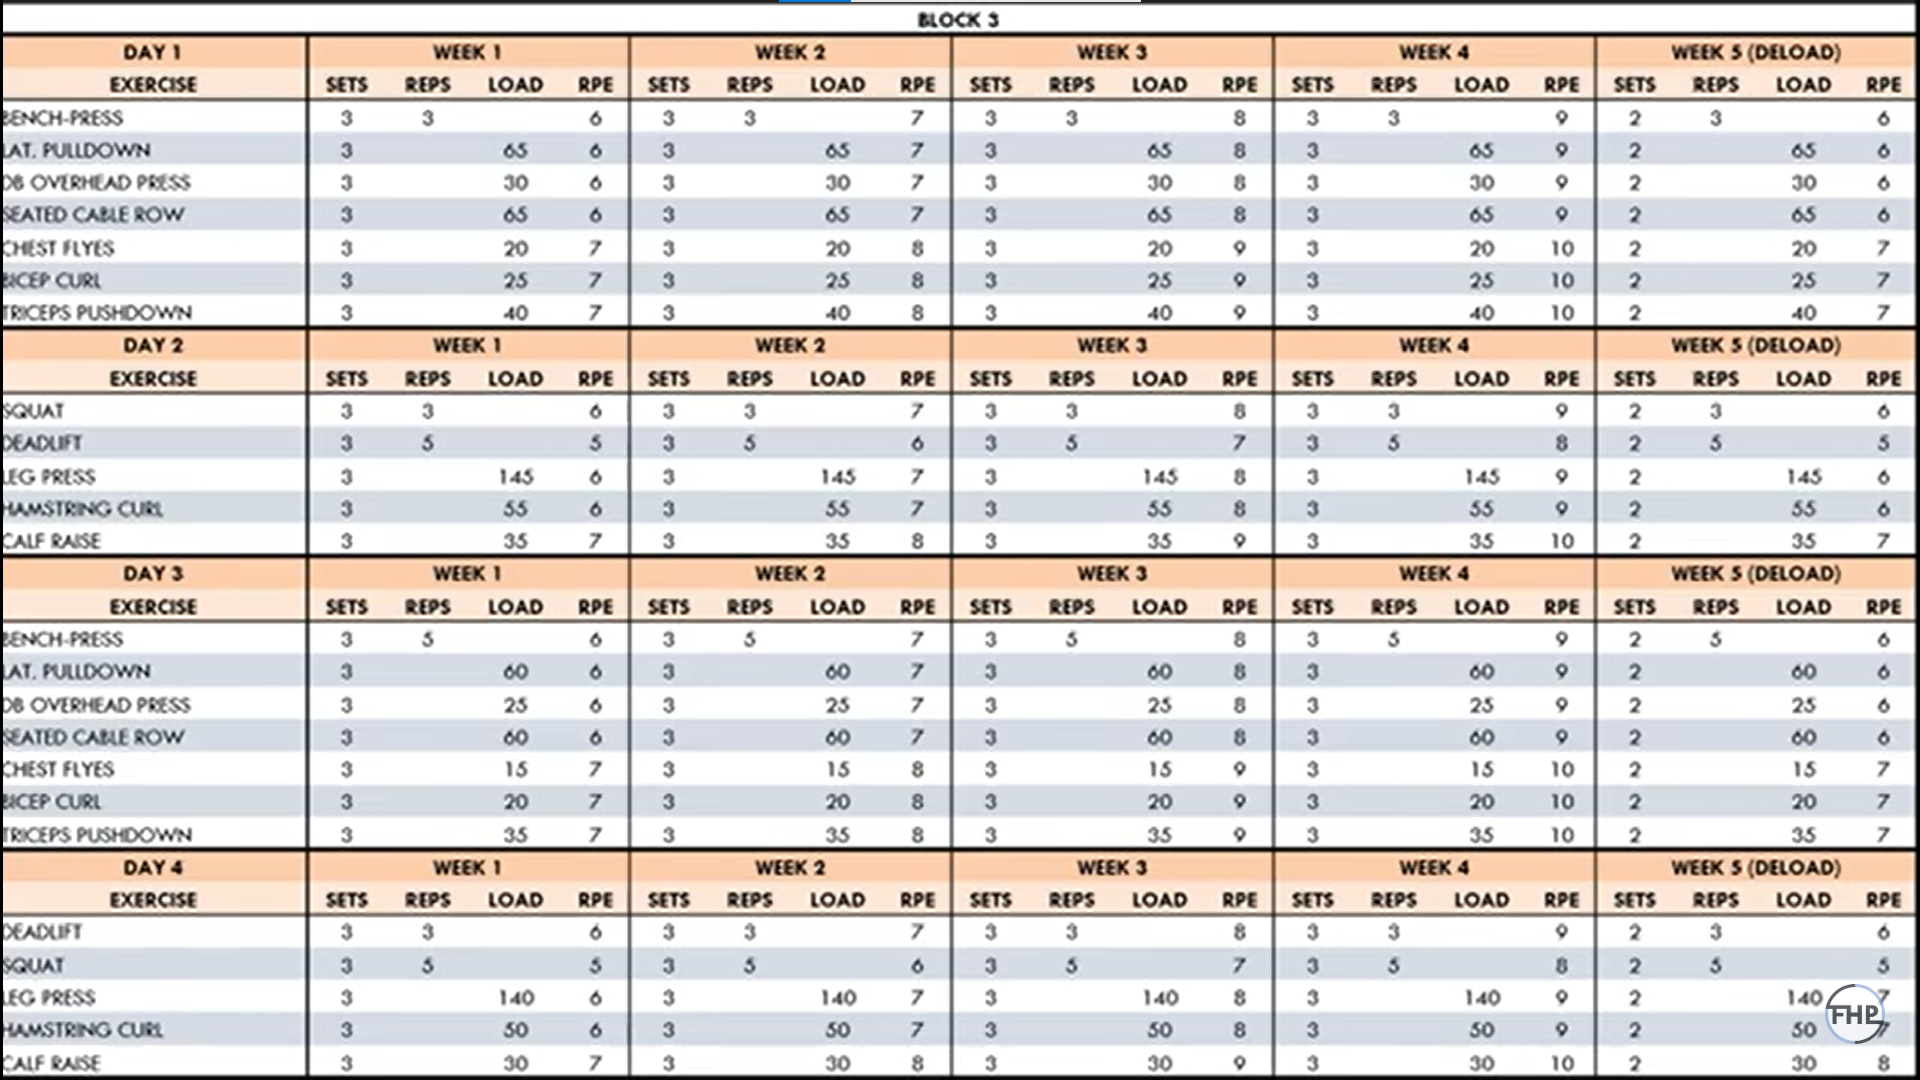 BLOCK 3
DAY 1 WEEK 1 WEEK 2 WEEK 3 WEEK 4 WEEK 5 (DELOAD)
EXERCISE SETS REPS LOAD RPE SETS REPS LOAD RPE SETS REPS LOAD RPE SETS REPS LOAD RPE SETS REPS LOAD RPE
BENCH-PRESS 3 3 6 3 3 7 3 3 8 3 3 9 2 3 6
LAT. PULLDOWN 3 65 6 3 65 7 3 65 8 3 65 9 2 65 6
DB OVERHEAD PRESS 3 30 6 3 30 7 3 30 8 3 30 9 2 30 6
SEATED CABLE ROW 3 65 6 3 65 7 3 65 8 3 65 9 2 65 6
CHEST FLYES 3 20 7 3 20 8 3 20 9 3 20 10 2 20 7
BICEP CURL 3 25 7 3 25 8 3 25 9 3 25 10 2 25 7
TRICEPS PUSHDOWN 3 40 7 3 40 8 3 40 9 3 40 10 2 40 7
DAY 2 WEEK 1 WEEK 2 WEEK 3 WEEK 4 WEEK 5 (DELOAD)
EXERCISE SETS REPS LOAD RPE SETS REPS LOAD RPE SETS REPS LOAD RPE SETS REPS LOAD RPE SETS REPS LOAD RPE
SQUAT 3 3 6 3 3 7 3 3 8 3 3 9 2 3 6
DEADLIFT 3 5 5 3 5 6 3 5 7 3 5 8 2 5 5
LEG PRESS 3 145 6 3 145 7 3 145 8 3 145 9 2 145 6
HAMSTRING CURL 3 55 6 3 55 7 3 55 8 3 55 9 2 55 6
CALF RAISE 3 35 7 3 35 8 3 35 9 3 35 10 2 35 7
DAY 3 WEEK 1 WEEK 2 WEEK 3 WEEK 4 WEEK 5 (DELOAD)
EXERCISE SETS REPS LOAD RPE SETS REPS LOAD RPE SETS REPS LOAD RPE SETS REPS LOAD RPE SETS REPS LOAD RPE
BENCH-PRESS 3 5 6 3 5 7 3 5 8 3 5 9 2 5 6
LAT. PULLDOWN 3 60 6 3 60 7 3 60 8 3 60 9 2 60 6
DB OVERHEAD PRESS 3 25 6 3 25 7 3 25 8 3 25 9 2 25 6
SEATED CABLE ROW 3 60 6 3 60 7 3 60 8 3 60 9 2 60 6
CHEST FLYES 3 15 7 3 15 8 3 15 9 3 15 10 2 15 7
BICEP CURL 3 20 7 3 20 8 3 20 9 3 20 10 2 20 7
TRICEPS PUSHDOWN 3 35 7 3 35 8 3 35 9 3 35 10 2 35 7
DAY 4 WEEK 1 WEEK 2 WEEK 3 WEEK 4 WEEK 5 (DELOAD)
EXERCISE SETS REPS LOAD RPE SETS REPS LOAD RPE SETS REPS LOAD RPE SETS REPS LOAD RPE SETS REPS LOAD RPE
DEADLIFT 3 3 6 3 3 7 3 3 8 3 3 9 2 3 6
SQUAT 3 5 5 3 5 6 3 5 7 3 5 8 2 5 5
LEG PRESS 3 140 6 3 140 7 3 140 8 3 140 9 2 140 7
HAMSTRING CURL 3 50 6 3 50 7 3 50 8 3 50 9 2 50 7
CALF RAISE 3 30 7 3 30 8 3 30 9 3 30 10 2 30 8
FHP